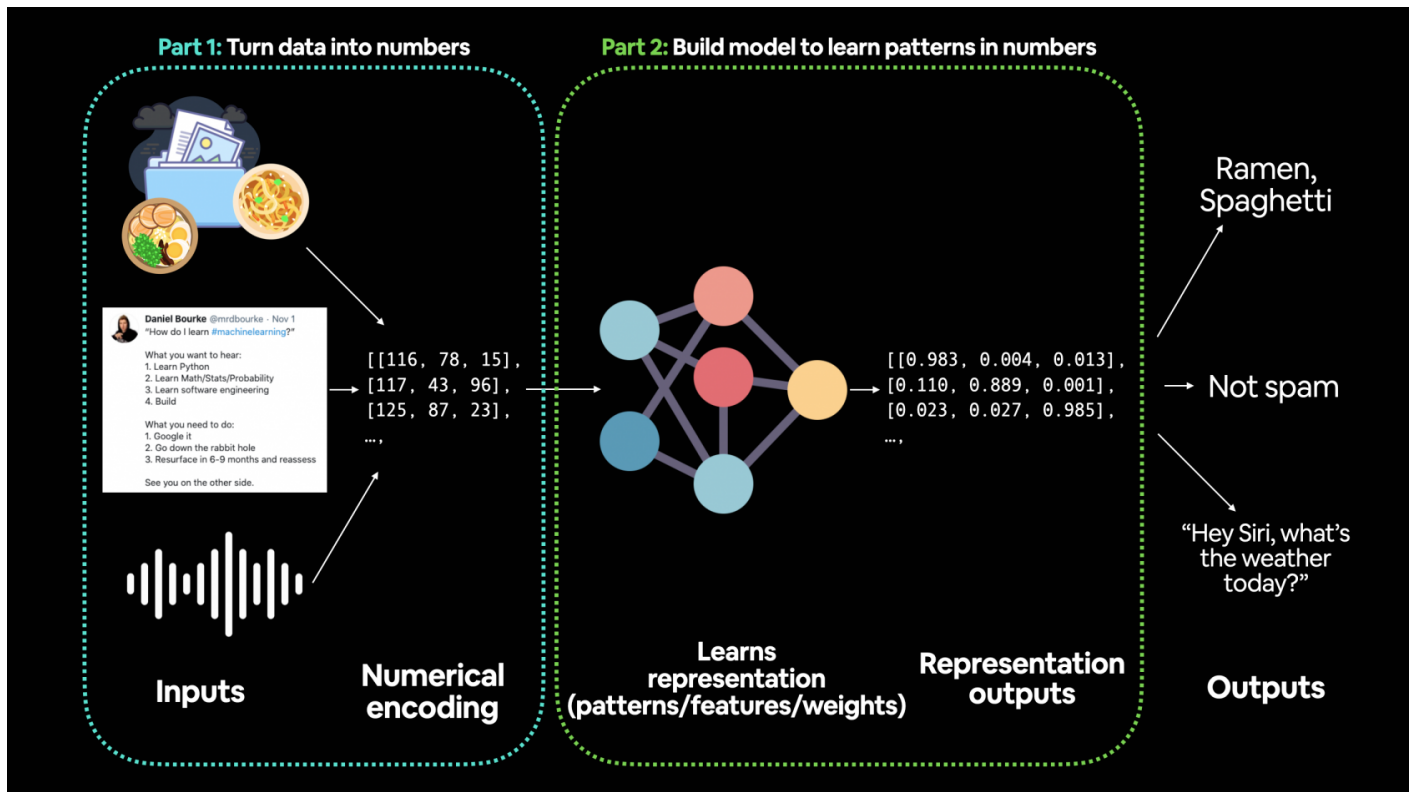 Part 1: Turn data into numbers
Part 2: Build model to learn patterns in numbers
Daniel Bourke @mrdbourke · Nov 1
“How do I learn #machinelearning?”
What you want to hear:
1. Learn Python
2. Learn Math/Stats/Probability
3. Learn software engineering
4. Build
What you need to do:
1. Google it
2. Go down the rabbit hole
3. Resurface in 6-9 months and reassess
See you on the other side.
[[116, 78, 15],
[117, 43, 96],
[125, 87, 23],
…,
[[0.983, 0.004, 0.013],
[0.110, 0.889, 0.001],
[0.023, 0.027, 0.985],
…,
Ramen,
Spaghetti
Not spam
“Hey Siri, what’s
the weather
today?”
Inputs
Numerical
encoding
Learns
representation
(patterns/features/weights)
Representation
outputs
Outputs